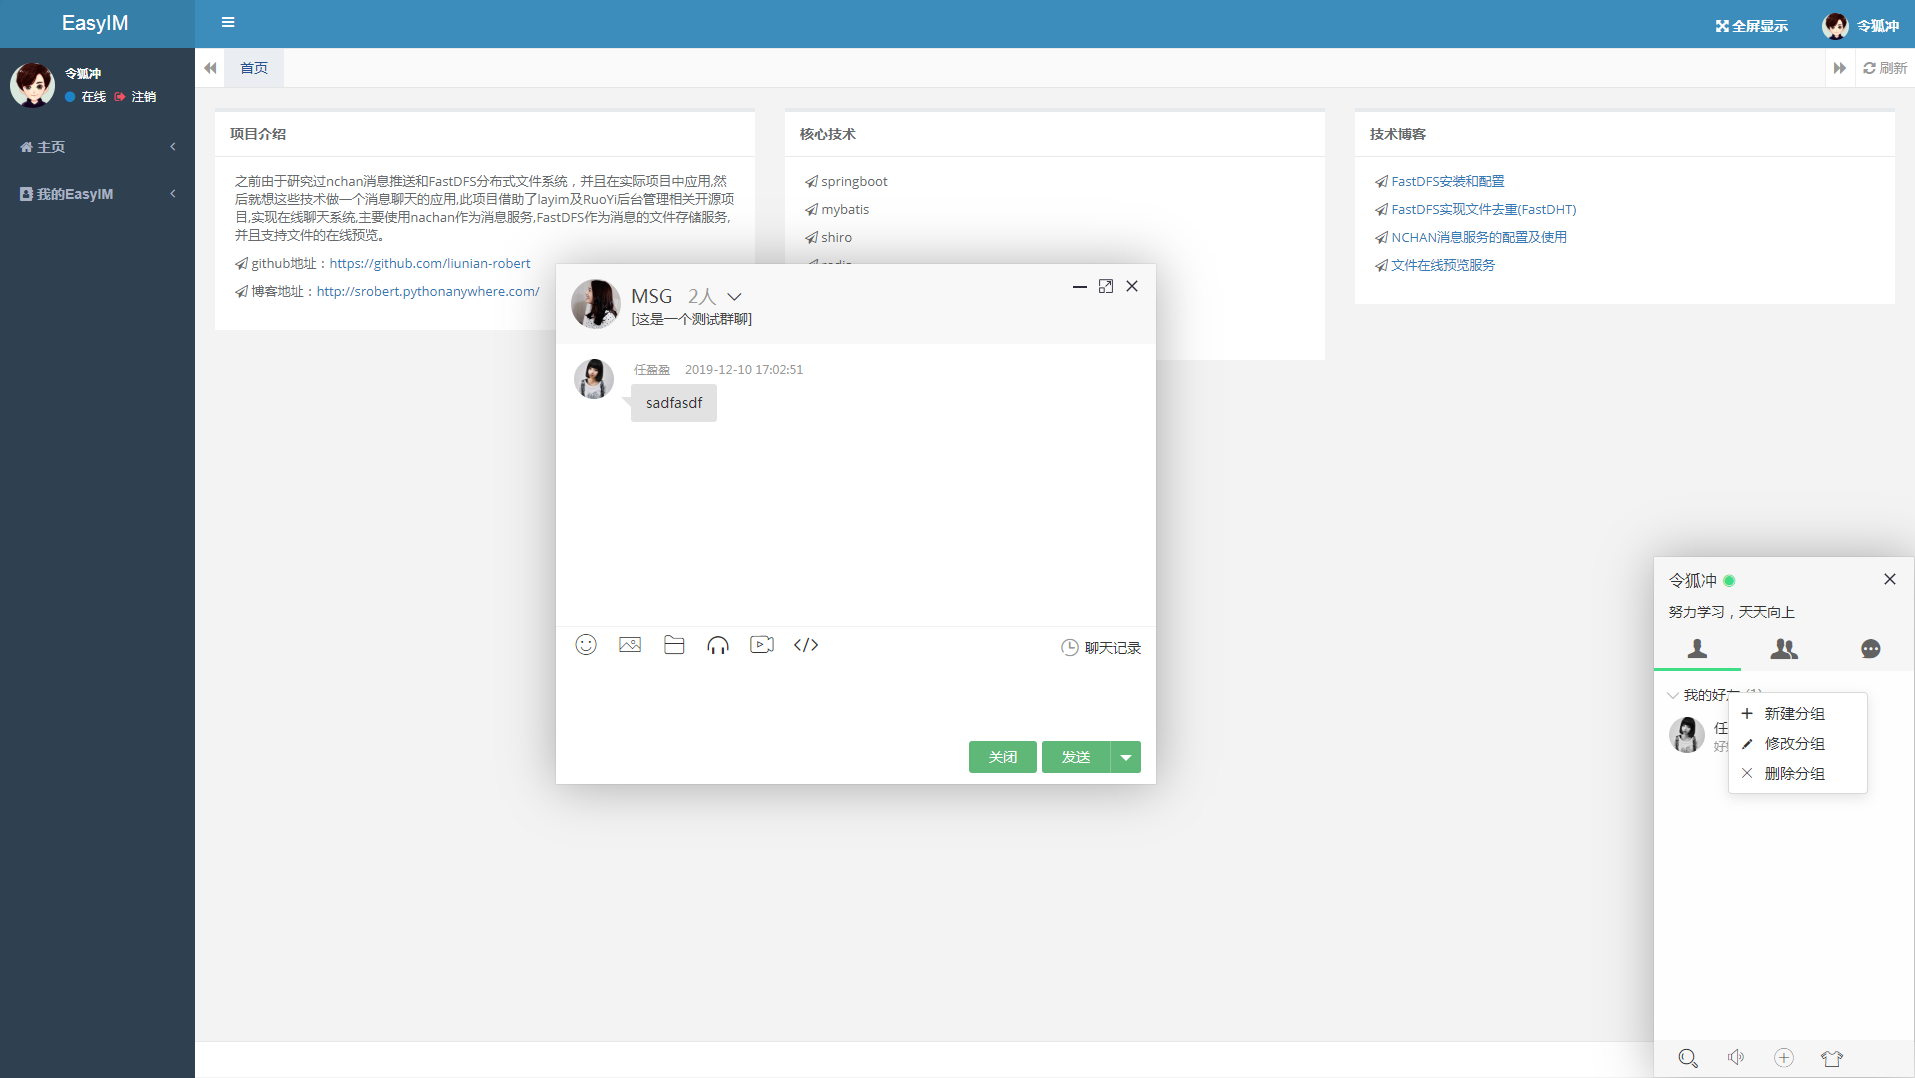 EasyIM
全屏显示
令狐冲
令狐冲
在线 注销
主页
我的EasyIM
首页
刷新
项目介绍
之前由于研究过nchan消息推送和FastDFS分布式文件系统，并且在实际项目中应用,然
后就想这些技术做一个消息聊天的应用,此项目借助了layim及RuoYi后台管理相关开源项
目,实现在线聊天系统,主要使用nachan作为消息服务,FastDFS作为消息的文件存储服务,
并且支持文件的在线预览。
github地址：https://github.com/liunian-robert
博客地址：http://srobert.pythonanywhere.com/
核心技术
springboot
mybatis
shiro
技术博客
FastDFS安装和配置
FastDFS实现文件去重(FastDHT)
NCHAN消息服务的配置及使用
文件在线预览服务
MSG 2人
[这是一个测试群聊]
任盈盈 2019-12-10 17:02:51
sadfasdf
聊天记录
关闭
发送
令狐冲
努力学习，天天向上
我的好
任
新建分组
修改分组
删除分组